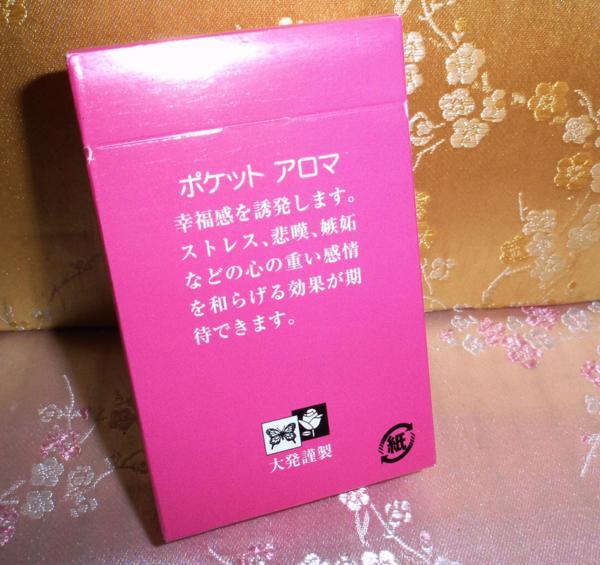 ポケット アロマ
幸福感を誘発します。
ストレス、悲嘆、嫉妬
などの心の重い感情
を和らげる効果が期
待できます。
大発謹製
紙